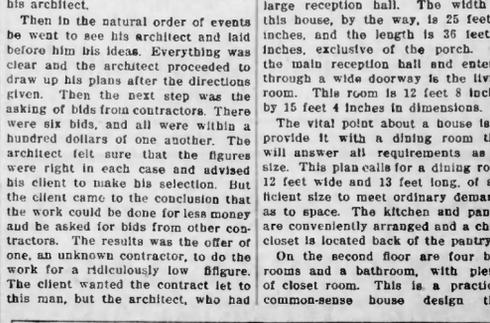 his architect.
Then in the natural order of events
he went to see his architect and laid
before him his ideas. Everything was
clear and the architect proceeded to
draw up his plans after the directions
given. Then the next step was the
asking of bids from contractors. There
were six bids, and all were within a
hundred dollars of one another. The
architect felt sure that the figures
were right in each case and advised
his client to make his selection. But
the client came to the conclusion that
the work could be done for less money
and be asked for bids from other con-
tractors. The results was the offer of
one, an unknown contractor, to do the
work for a ridiculously low fifigure.
The client wanted the contract let to
this man, but the architect, who had
large reception hall. The width
this house, by the way, is 25 feet
inches, and the length is 36 feet
inches, exclusive of the porch.
the main reception hall and ente
through a wide doorway is the liv
room. This room is 12 feet 8 inc
by 15 feet 4 inches in dimensions.
The vital point about a house is
provide it with a dining room t
will answer all requirements as
size. This plan calls for a dining ro
12 feet wide and 13 feet long, of s
ficient size to meet ordinary dema
as to space. The kitchen and pan
are conveniently arranged and a ch
closet is located back of the pantry
On the second floor are four b
rooms and a bathroom, with ple
of closet room. This is a practi
common-sense house design t